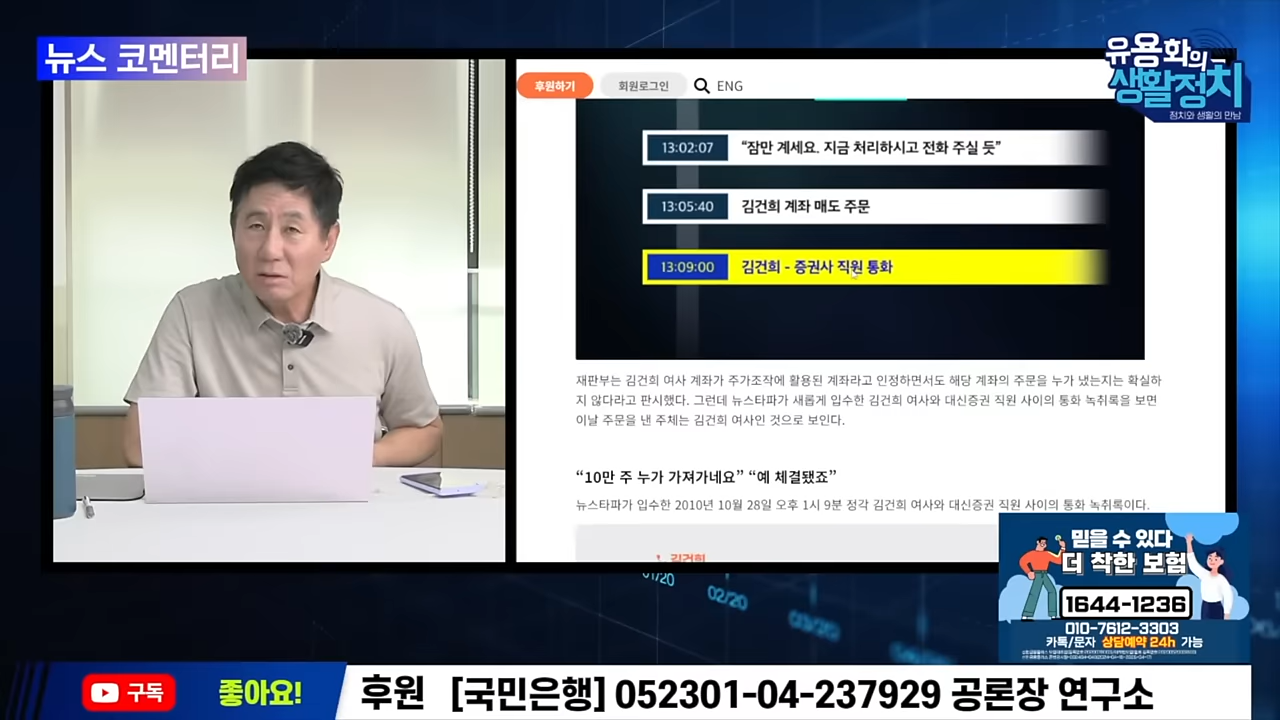 뉴스 코멘터리
유용화의
생활정치
정치와 생활의 만남
후원하기
회원로그인
ENG
13:02:07 “잠만 계세요. 지금 처리하시고 전화 주실 듯”
13:05:40 김건희 계좌 매도 주문
13:09:00 김건희 - 증권사 직원 통화
재판부는 김건희 여사 계좌가 주가조작에 활용된 계좌라고 인정하면서도 해당 계좌의 주문을 누가 냈는지는 확실하
지 않다라고 판시했다. 그런데 뉴스타파가 새롭게 입수한 김건희 여사와 대신증권 직원 사이의 통화 녹취록을 보면
이날 주문을 낸 주체는 김건희 여사인 것으로 보인다.
“10만 주 누가 가져가네요” “예 체결됐죠”
뉴스타파가 입수한 2010년 10월 28일 오후 1시 9분 정각 김건희 여사와 대신증권 직원 사이의 통화 녹취록이다.
김건희
01/20
02/20
03/20
믿을 수 있다
더 착한 보험
1644-1236
010-7612-3303
카톡/문자 상담예약 24h 가능
구독
좋아요!
후원 [국민은행] 052301-04-237929 공론장 연구소